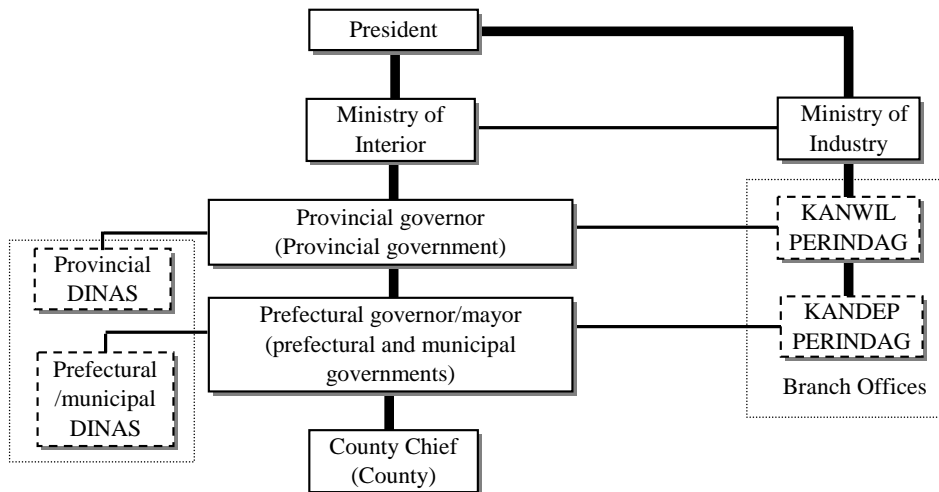 President
Ministry of
Interior
Ministry of
Industry
Provincial governor
(Provincial government)
KANWIL
PERINDAG
Provincial
DINAS
Prefectural governor/mayor
(prefectural and municipal
governments)
KANDEP
PERINDAG
Prefectural
/municipal
DINAS
Branch Offices
County Chief
(County)